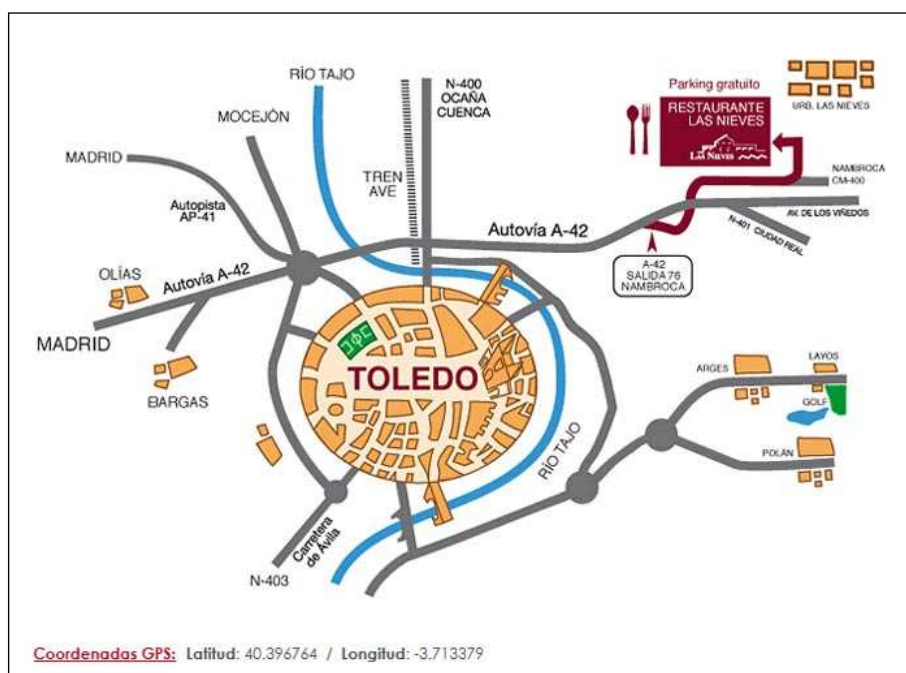 RÍO TAJO
N-400
OCAÑA
CUENCA
Parking gratuito
RESTAURANTE
LAS NIEVES
LAS NIEVES
URB. LAS NIEVES
MOCEJÓN
MADRID
TREN
AVE
NAMBROCA
CM-400
Autopista
AP-41
AV. DE LOS VIÑEDOS
Autovía A-42
N-401 CIUDAD REAL
OLÍAS
Autovía A-42
A-42
SALIDA 76
NAMBROCA
MADRID
BARGAS
TOLEDO
ARGES
LAYOS
GOLF
RÍO TAJO
POLÁN
Carretera
de Ávila
N-403
Coordenadas GPS: Latitud: 40.396764 / Longitud: -3.713379